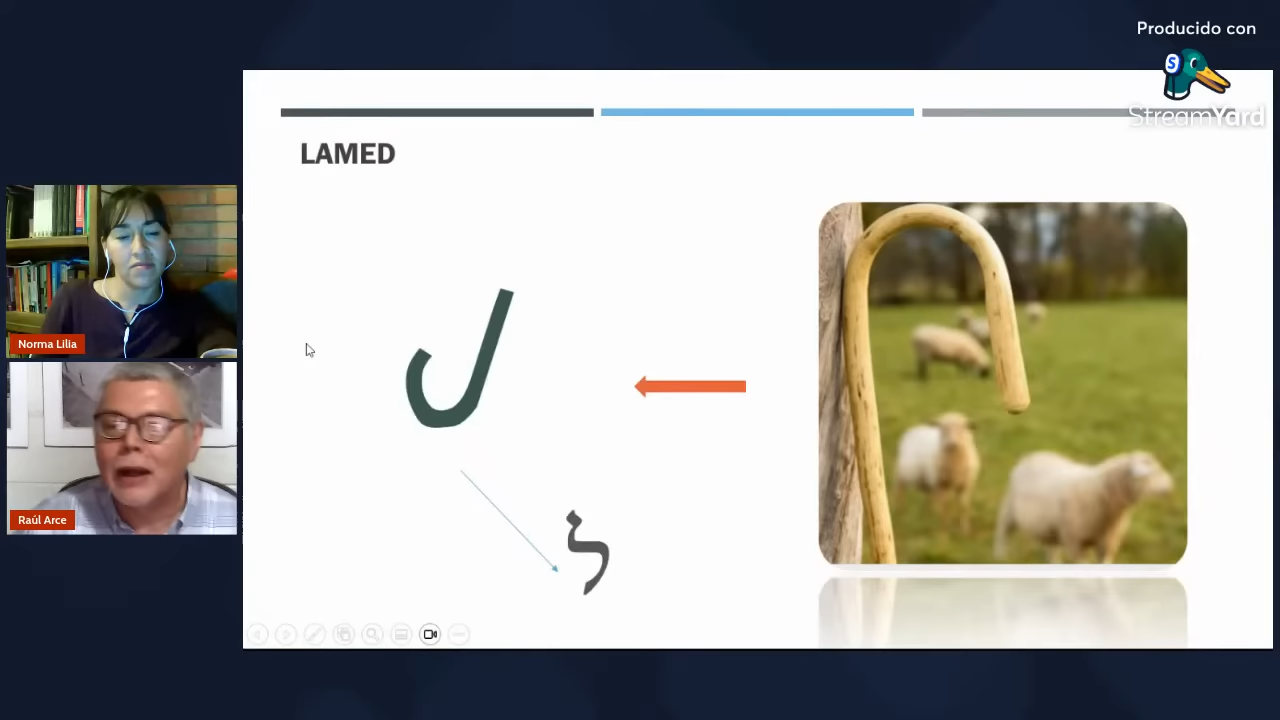 Producido con
StreamYard
LAMED
Norma Lilia
Raúl Arce
ל